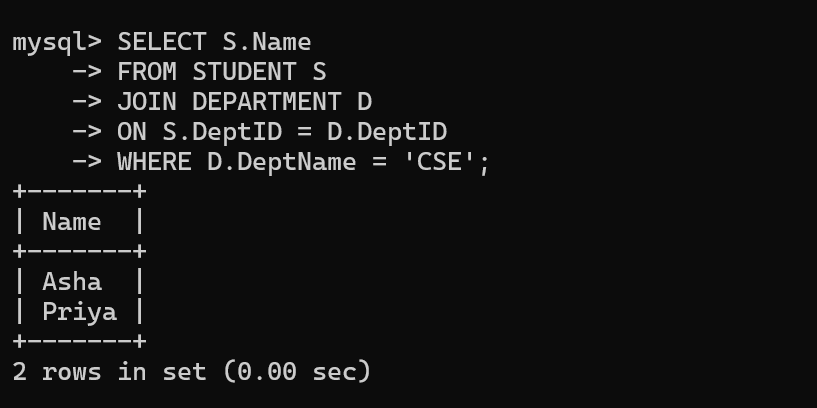 mysql> SELECT S.Name
    -> FROM STUDENT S
    -> JOIN DEPARTMENT D
    -> ON S.DeptID = D.DeptID
    -> WHERE D.DeptName = 'CSE';
+-------+
| Name  |
+-------+
| Asha  |
| Priya |
+-------+
2 rows in set (0.00 sec)